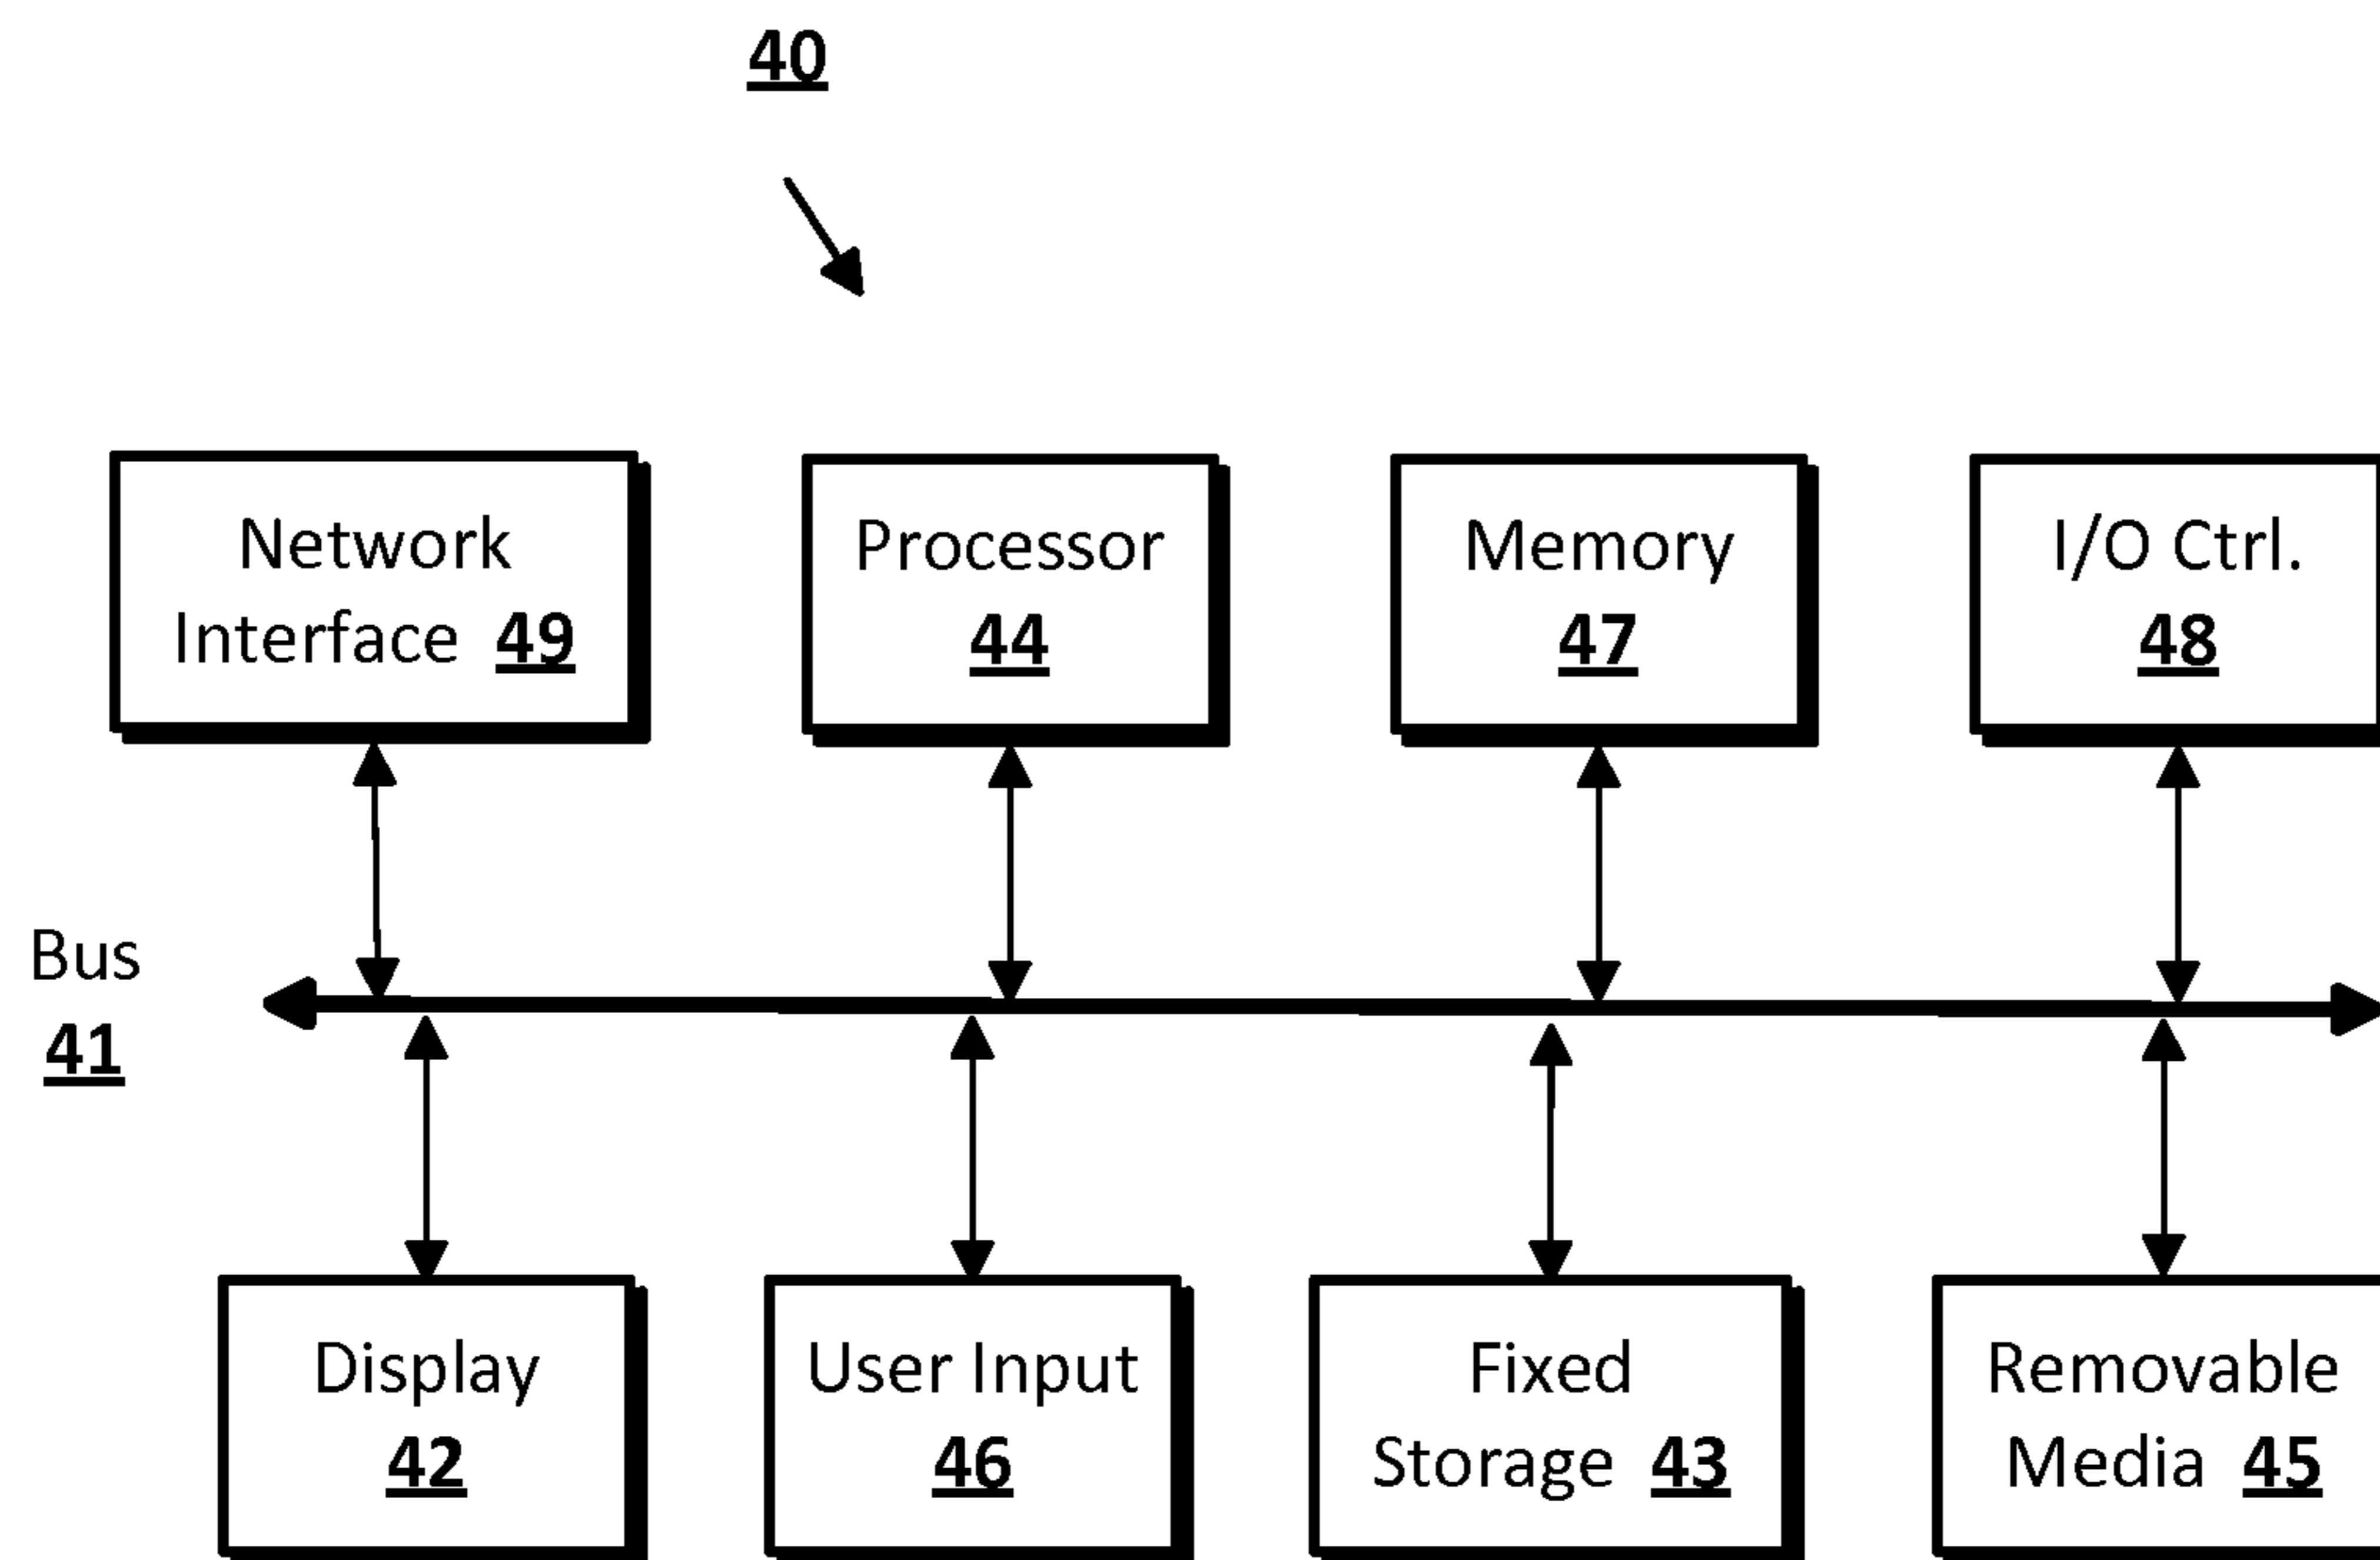 40
Network
Interface 49
Processor
44
Memory
47
I/O Ctrl.
48
Bus
41
Display
42
User Input
46
Fixed
Storage 43
Removable
Media 45